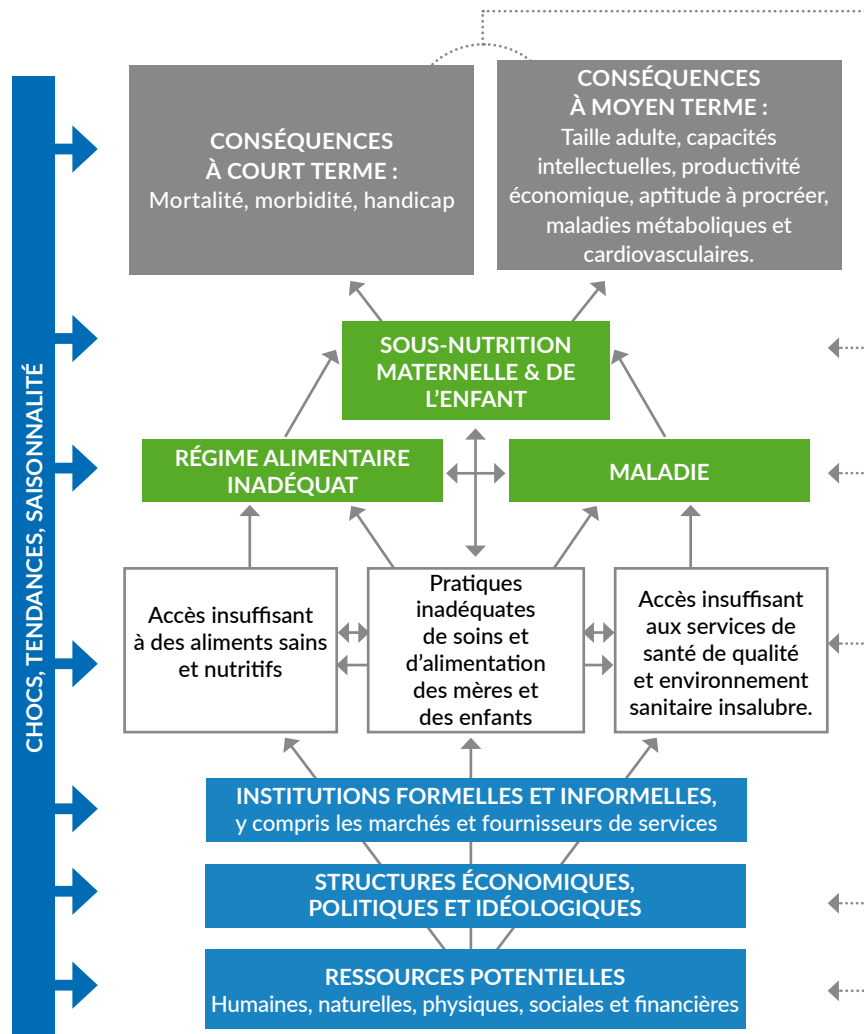 CONSÉQUENCES
À COURT TERME :
Mortalité, morbidité, handicap
CONSÉQUENCES
À MOYEN TERME :
Taille adulte, capacités
intellectuelles, productivité
économique, aptitude à procréer,
maladies métaboliques et
cardiovasculaires.
CHOCS, TENDANCES, SAISONNALITÉ
SOUS-NUTRITION
MATERNELLE & DE
L'ENFANT
RÉGIME ALIMENTAIRE
INADÉQUAT
MALADIE
Accès insuffisant
à des aliments sains
et nutritifs
Pratiques
inadéquates
de soins et
d'alimentation
des mères et
des enfants
Accès insuffisant
aux services de
santé de qualité
et environnement
sanitaire insalubre.
INSTITUTIONS FORMELLES ET INFORMELLES,
y compris les marchés et fournisseurs de services
STRUCTURES ÉCONOMIQUES,
POLITIQUES ET IDÉOLOGIQUES
RESSOURCES POTENTIELLES
Humaines, naturelles, physiques, sociales et financières